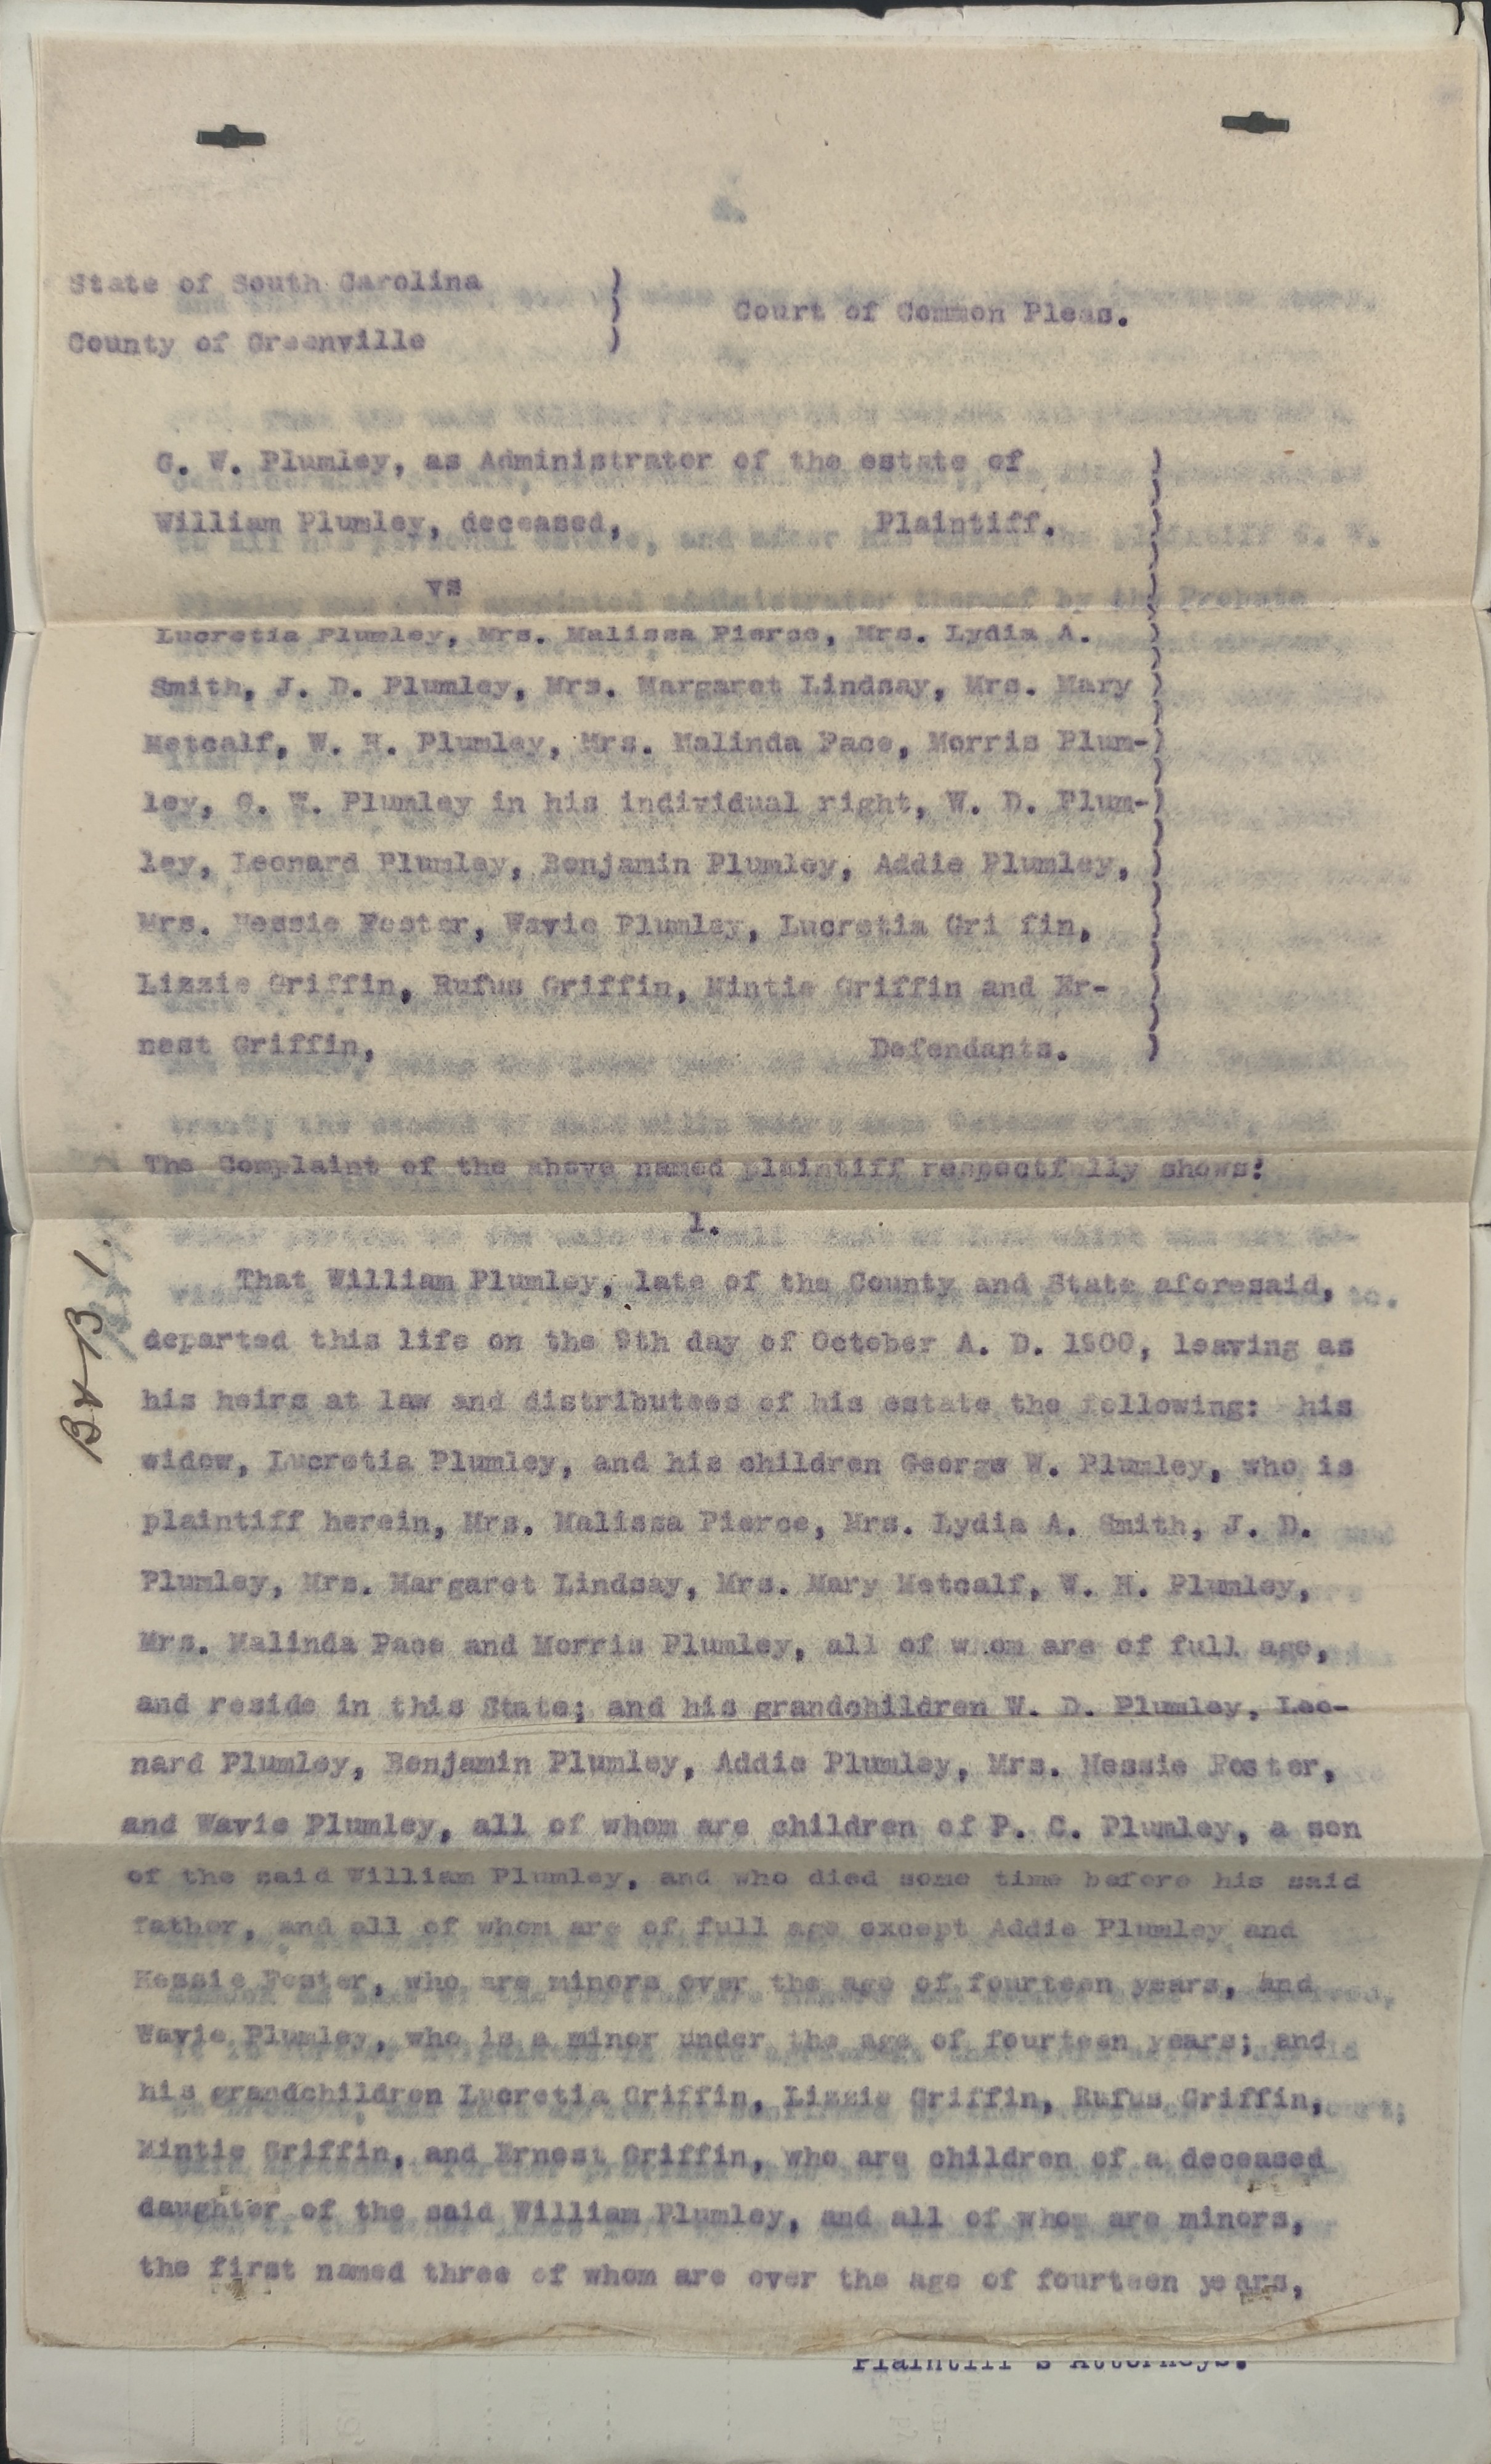 State of South Carolina )
) Court of Common Pleas.
County of Greenville )
G. W. Plumley, as Administrator of the estate of )
William Plumley, deceased, Plaintiff. )
vs
Lucretia Plumley, Mrs. Malissa Pierce, Mrs. Lydia A. )
Smith, J. D. Plumley, Mrs. Margaret Lindsay, Mrs. Mary )
Metcalf, W. H. Plumley, Mrs. Malinda Pace, Morris Plum-)
ley, G. W. Plumley in his individual right, W. D. Plum-)
ley, Leonard Plumley, Benjamin Plumley, Addie Plumley, )
Mrs. Hessie Foster, Wavie Plumley, Lucretia Gri fin, )
Lizzie Griffin, Rufus Griffin, Mintie Griffin and Er- )
nest Griffin, Defendants. )
The Complaint of the above named plaintiff respectfully shows:
1.
That William Plumley, late of the County and State aforesaid,
departed this life on the 9th day of October A. D. 1900, leaving as
his heirs at law and distributees of his estate the following: his
widow, Lucretia Plumley, and his children George W. Plumley, who is
plaintiff herein, Mrs. Malissa Pierce, Mrs. Lydia A. Smith, J. D.
Plumley, Mrs. Margaret Lindsay, Mrs. Mary Metcalf, W. H. Plumley,
Mrs. Malinda Pace and Morris Plumley, all of whom are of full age,
and reside in this State; and his grandchildren W. D. Plumley, Leo-
nard Plumley, Benjamin Plumley, Addie Plumley, Mrs. Hessie Foster,
and Wavie Plumley, all of whom are children of P. C. Plumley, a son
of the said William Plumley, and who died some time before his said
father, and all of whom are of full age except Addie Plumley and
Hessie Foster, who are minors over the age of fourteen years, and
Wavie Plumley, who is a minor under the age of fourteen years; and
his grandchildren Lucretia Griffin, Lizzie Griffin, Rufus Griffin,
Mintie Griffin, and Ernest Griffin, who are children of a deceased
daughter of the said William Plumley, and all of whom are minors,
the first named three of whom are over the age of fourteen years,
Plaintiff's Attorneys.